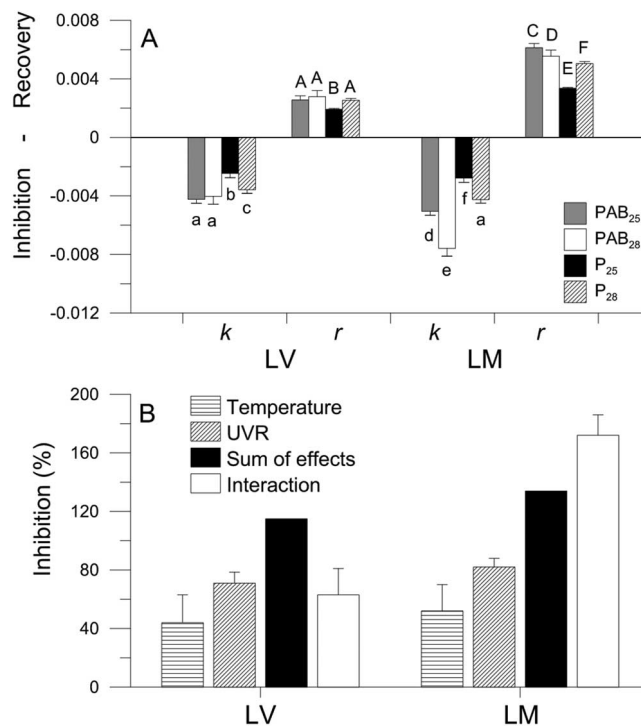 A
0.008
0.004
0
-0.004
-0.008
-0.012
Inhibition - Recovery
a a b c
A A B A
d e f a
C D E F
PAB25
PAB28
P25
P28
k r k r
LV LM
B
200
160
120
80
40
0
Inhibition (%)
Temperature
UVR
Sum of effects
Interaction
LV LM